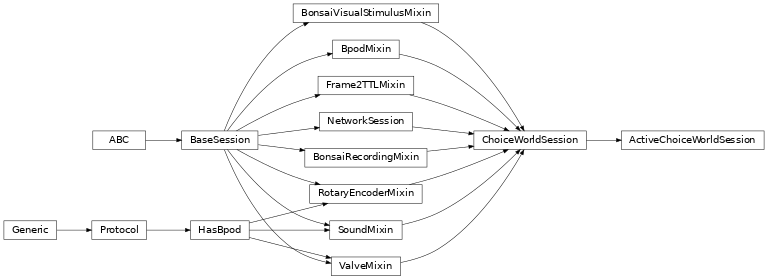 BonsaiVisualStimulusMixin
BpodMixin
Frame2TTLMixin
NetworkSession
ABC
BaseSession
ChoiceWorldSession
ActiveChoiceWorldSession
BonsaiRecordingMixin
RotaryEncoderMixin
Generic
Protocol
HasBpod
SoundMixin
ValveMixin